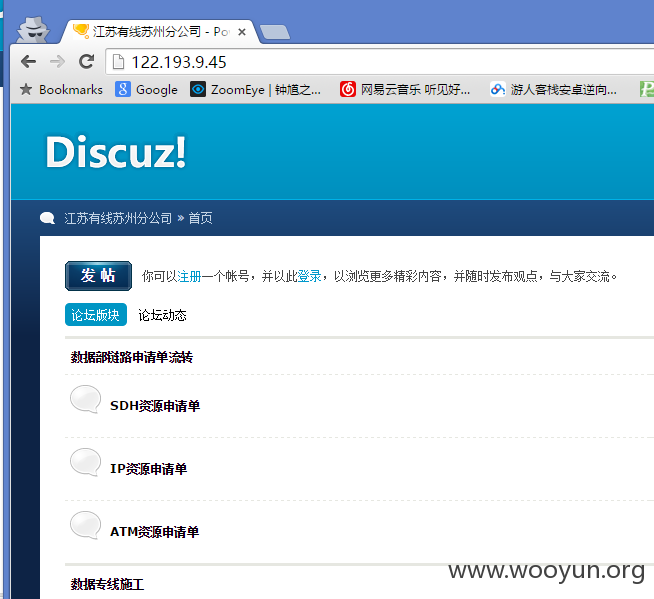 江苏有线苏州分公司 - Po
122.193.9.45
Bookmarks Google ZoomEye | 钟馗之... 网易云音乐 听见好... 游人客栈安卓逆向...
Discuz!
江苏有线苏州分公司 » 首页
发 帖 你可以注册一个帐号，并以此登录，以浏览更多精彩内容，并随时发布观点，与大家交流。
论坛版块 论坛动态
数据部链路申请单流转
SDH资源申请单
IP资源申请单
ATM资源申请单
www.wooyun.org
数据专线施工